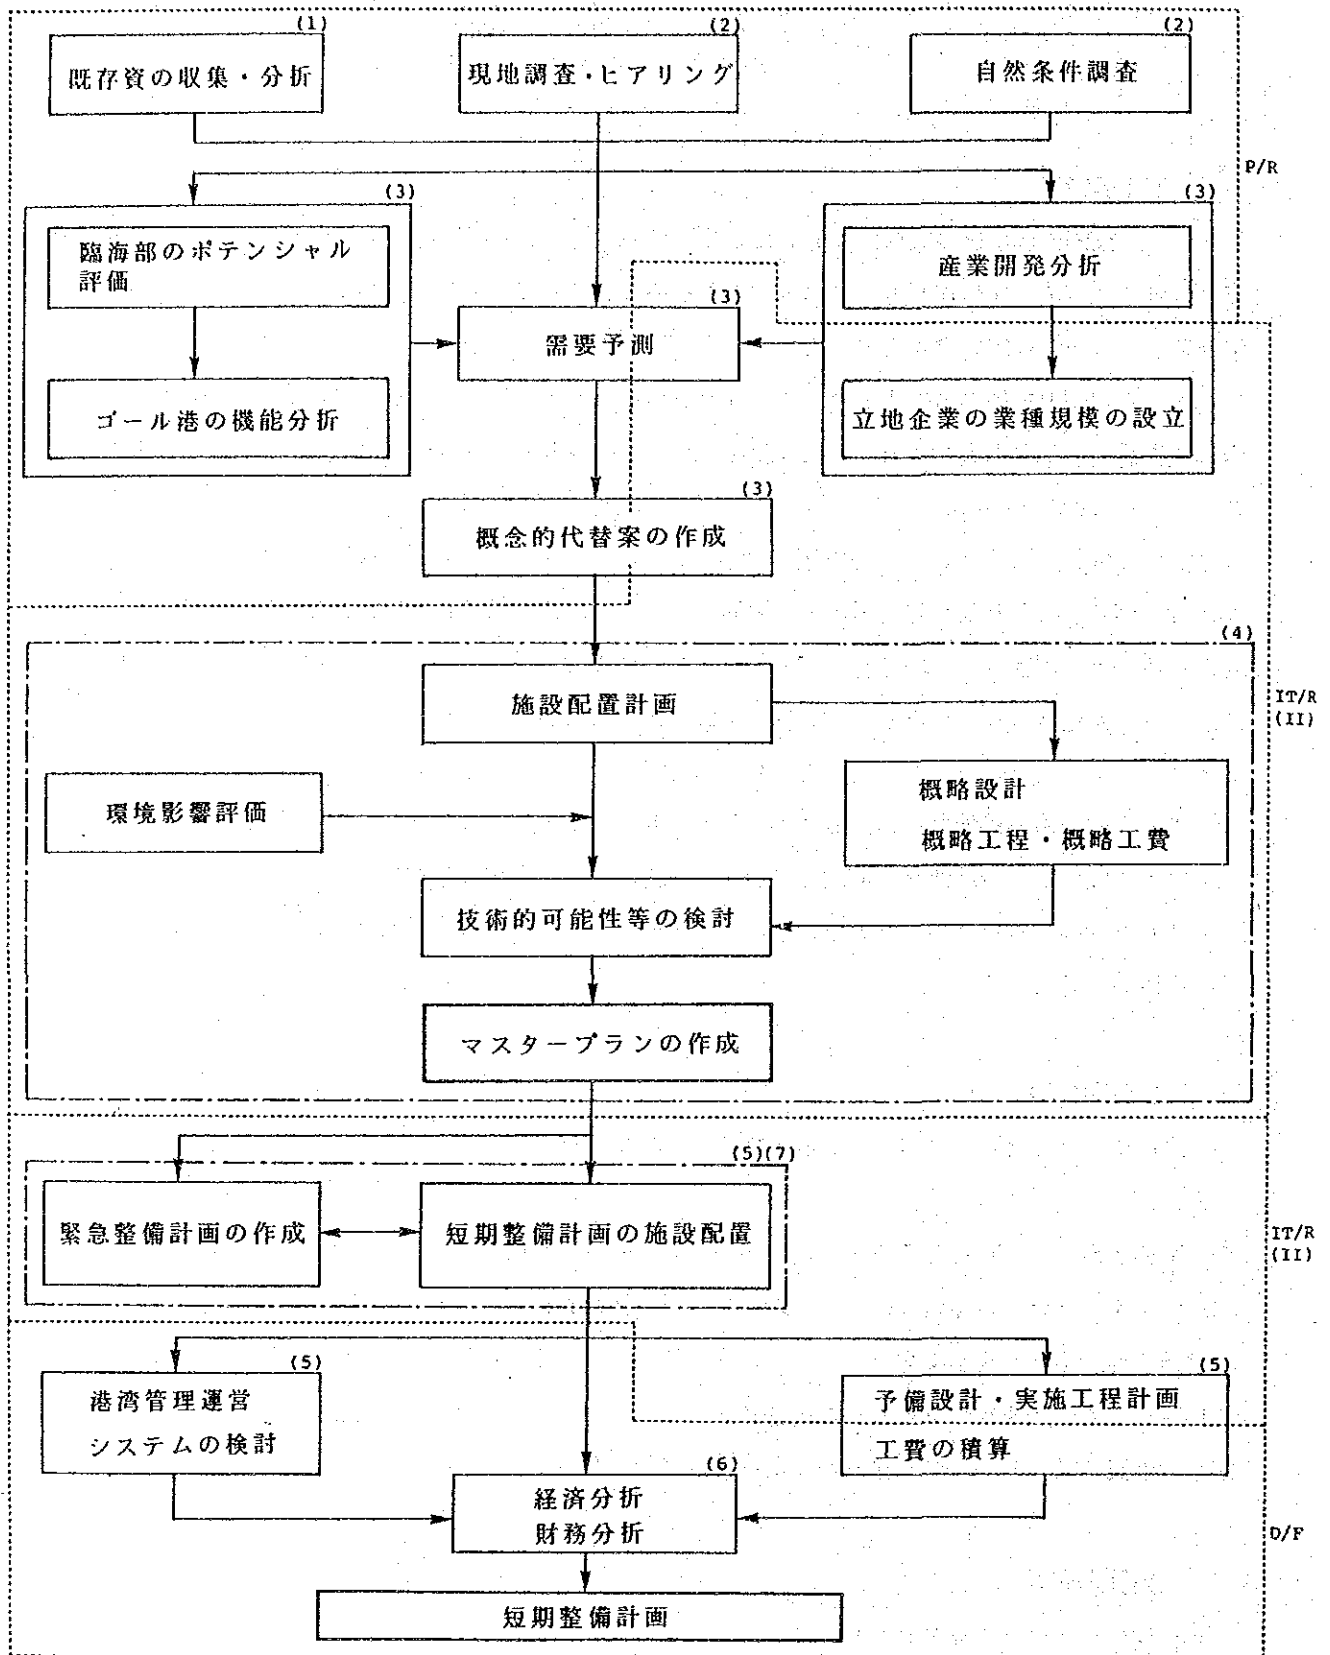 (1)
既存資の収集・分折
(2)
現地調査・ヒアリング
(2)
自然条件調査
P/R
(3)
臨海部のポテンシャル
評価
ゴール港の機能分折
(3)
需要予測
(3)
産業開発分折
立地企業の業種規模の設立
(3)
概念的代替案の作成
(4)
施設配置計画
IT/R
(II)
環境影響評価
概略設計
概略工程・概略工費
技術的可能性等の検討
マスタープランの作成
(5)(7)
緊急整備計画の作成
短期整備計画の施設配置
IT/R
(II)
(5)
港湾管理運営
システムの検討
(5)
予備設計・実施工程計画
工費の積算
(6)
経済分折
財務分折
D/F
短期整備計画